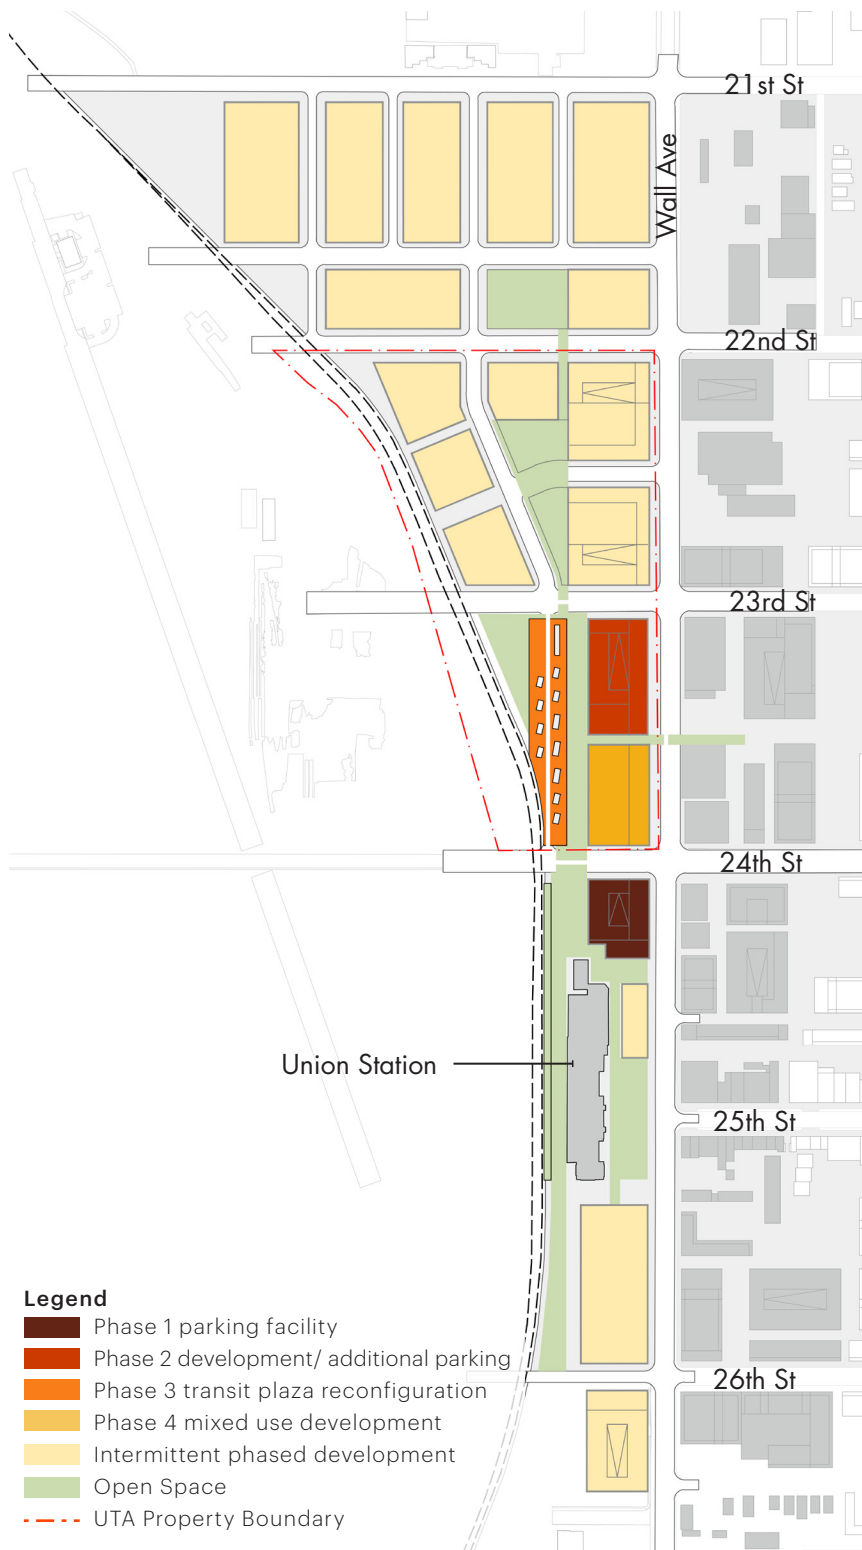 21st St
Wall Ave
22nd St
23rd St
24th St
Union Station
25th St
26th St
Legend
Phase 1 parking facility
Phase 2 development/ additional parking
Phase 3 transit plaza reconfiguration
Phase 4 mixed use development
Intermittent phased development
Open Space
UTA Property Boundary